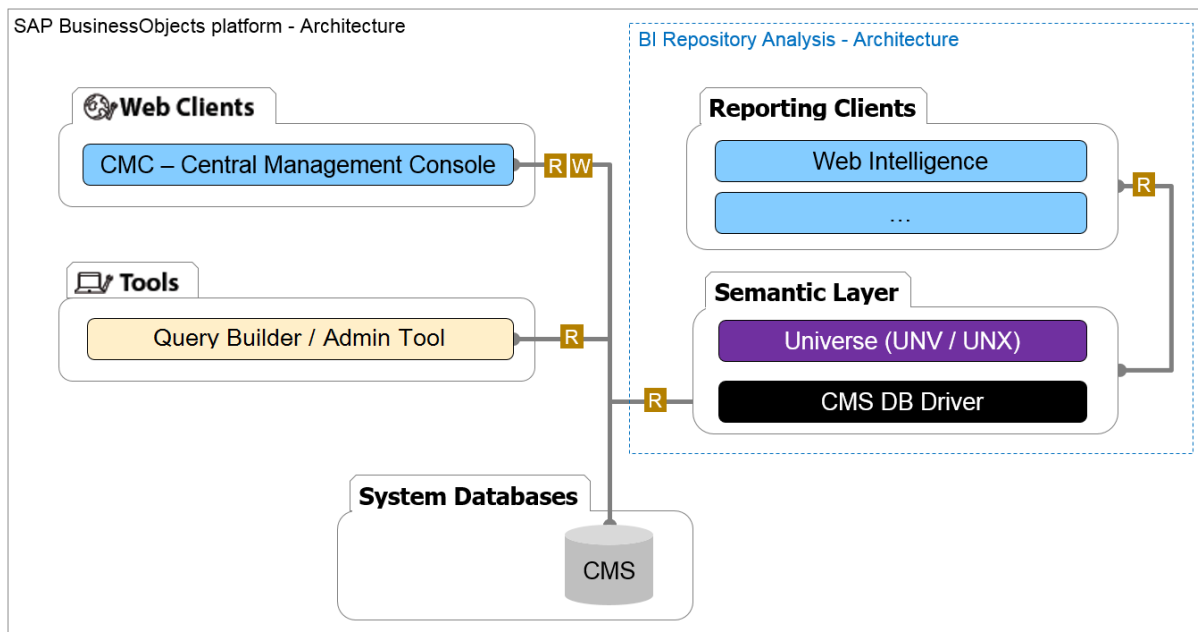 SAP BusinessObjects platform - Architecture
BI Repository Analysis - Architecture
Web Clients
CMC – Central Management Console
R W
Reporting Clients
Web Intelligence
...
R
Tools
Query Builder / Admin Tool
R
Semantic Layer
Universe (UNV / UNX)
CMS DB Driver
R
System Databases
CMS